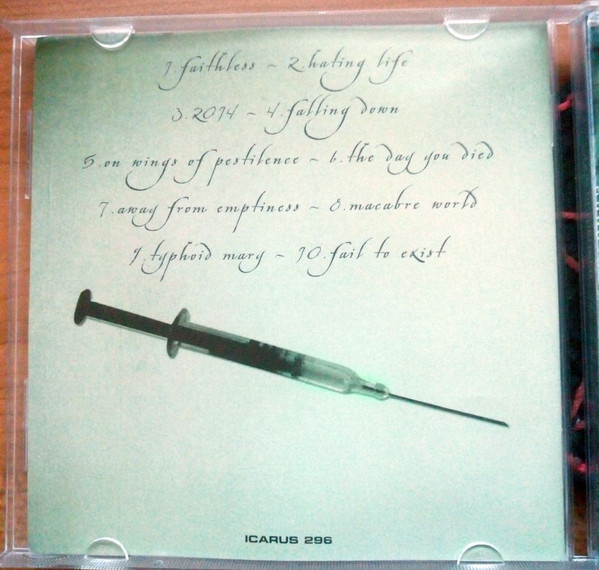 1. faithless ~ 2. hating life
3. 2014 ~ 4. falling down
5. on wings of pestilence ~ 6. the day you died
7. away from emptiness ~ 8. macabre world
9. typhoid mary ~ 10. fail to exist
ICARUS 296